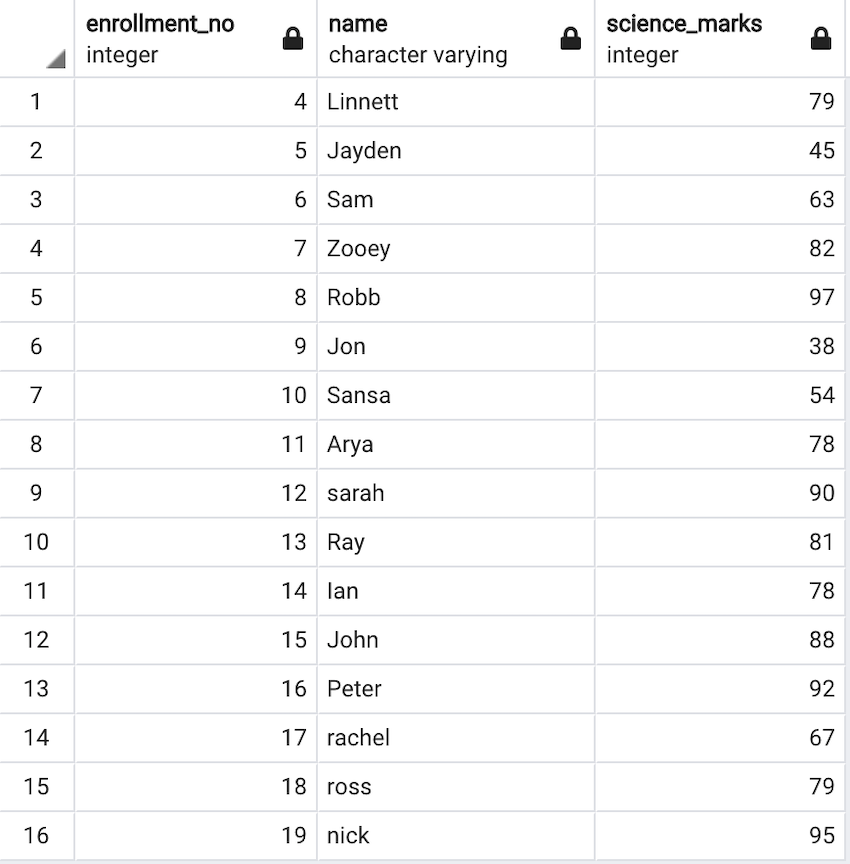 enrollment_no name science_marks
integer character varying integer
1 4 Linnett 79
2 5 Jayden 45
3 6 Sam 63
4 7 Zooey 82
5 8 Robb 97
6 9 Jon 38
7 10 Sansa 54
8 11 Arya 78
9 12 sarah 90
10 13 Ray 81
11 14 Ian 78
12 15 John 88
13 16 Peter 92
14 17 rachel 67
15 18 ross 79
16 19 nick 95